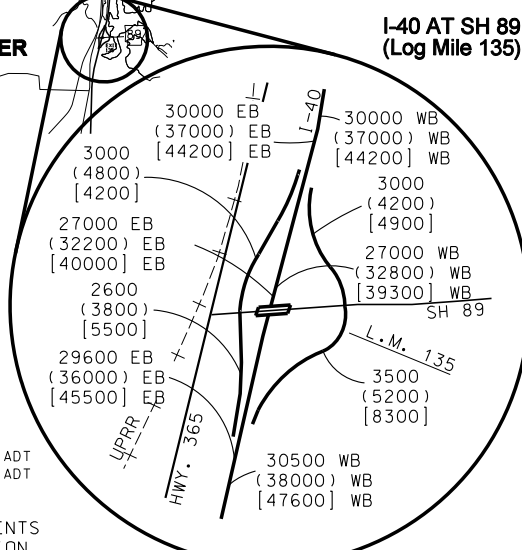 ER
I-40 AT SH 89
(Log Mile 135)
30000 EB
(37000) EB
[44200] EB
I-40
30000 WB
(37000) WB
[44200] WB
3000
(4800)
[4200]
3000
(4200)
[4900]
27000 EB
(32200) EB
[40000] EB
27000 WB
(32800) WB
[39300] WB
SH 89
2600
(3800)
[5500]
L.M. 135
29600 EB
(36000) EB
[45500] EB
3500
(5200)
[8300]
UPRR
HWY. 365
30500 WB
(38000) WB
[47600] WB
ADT
ADT
ENTS
ON